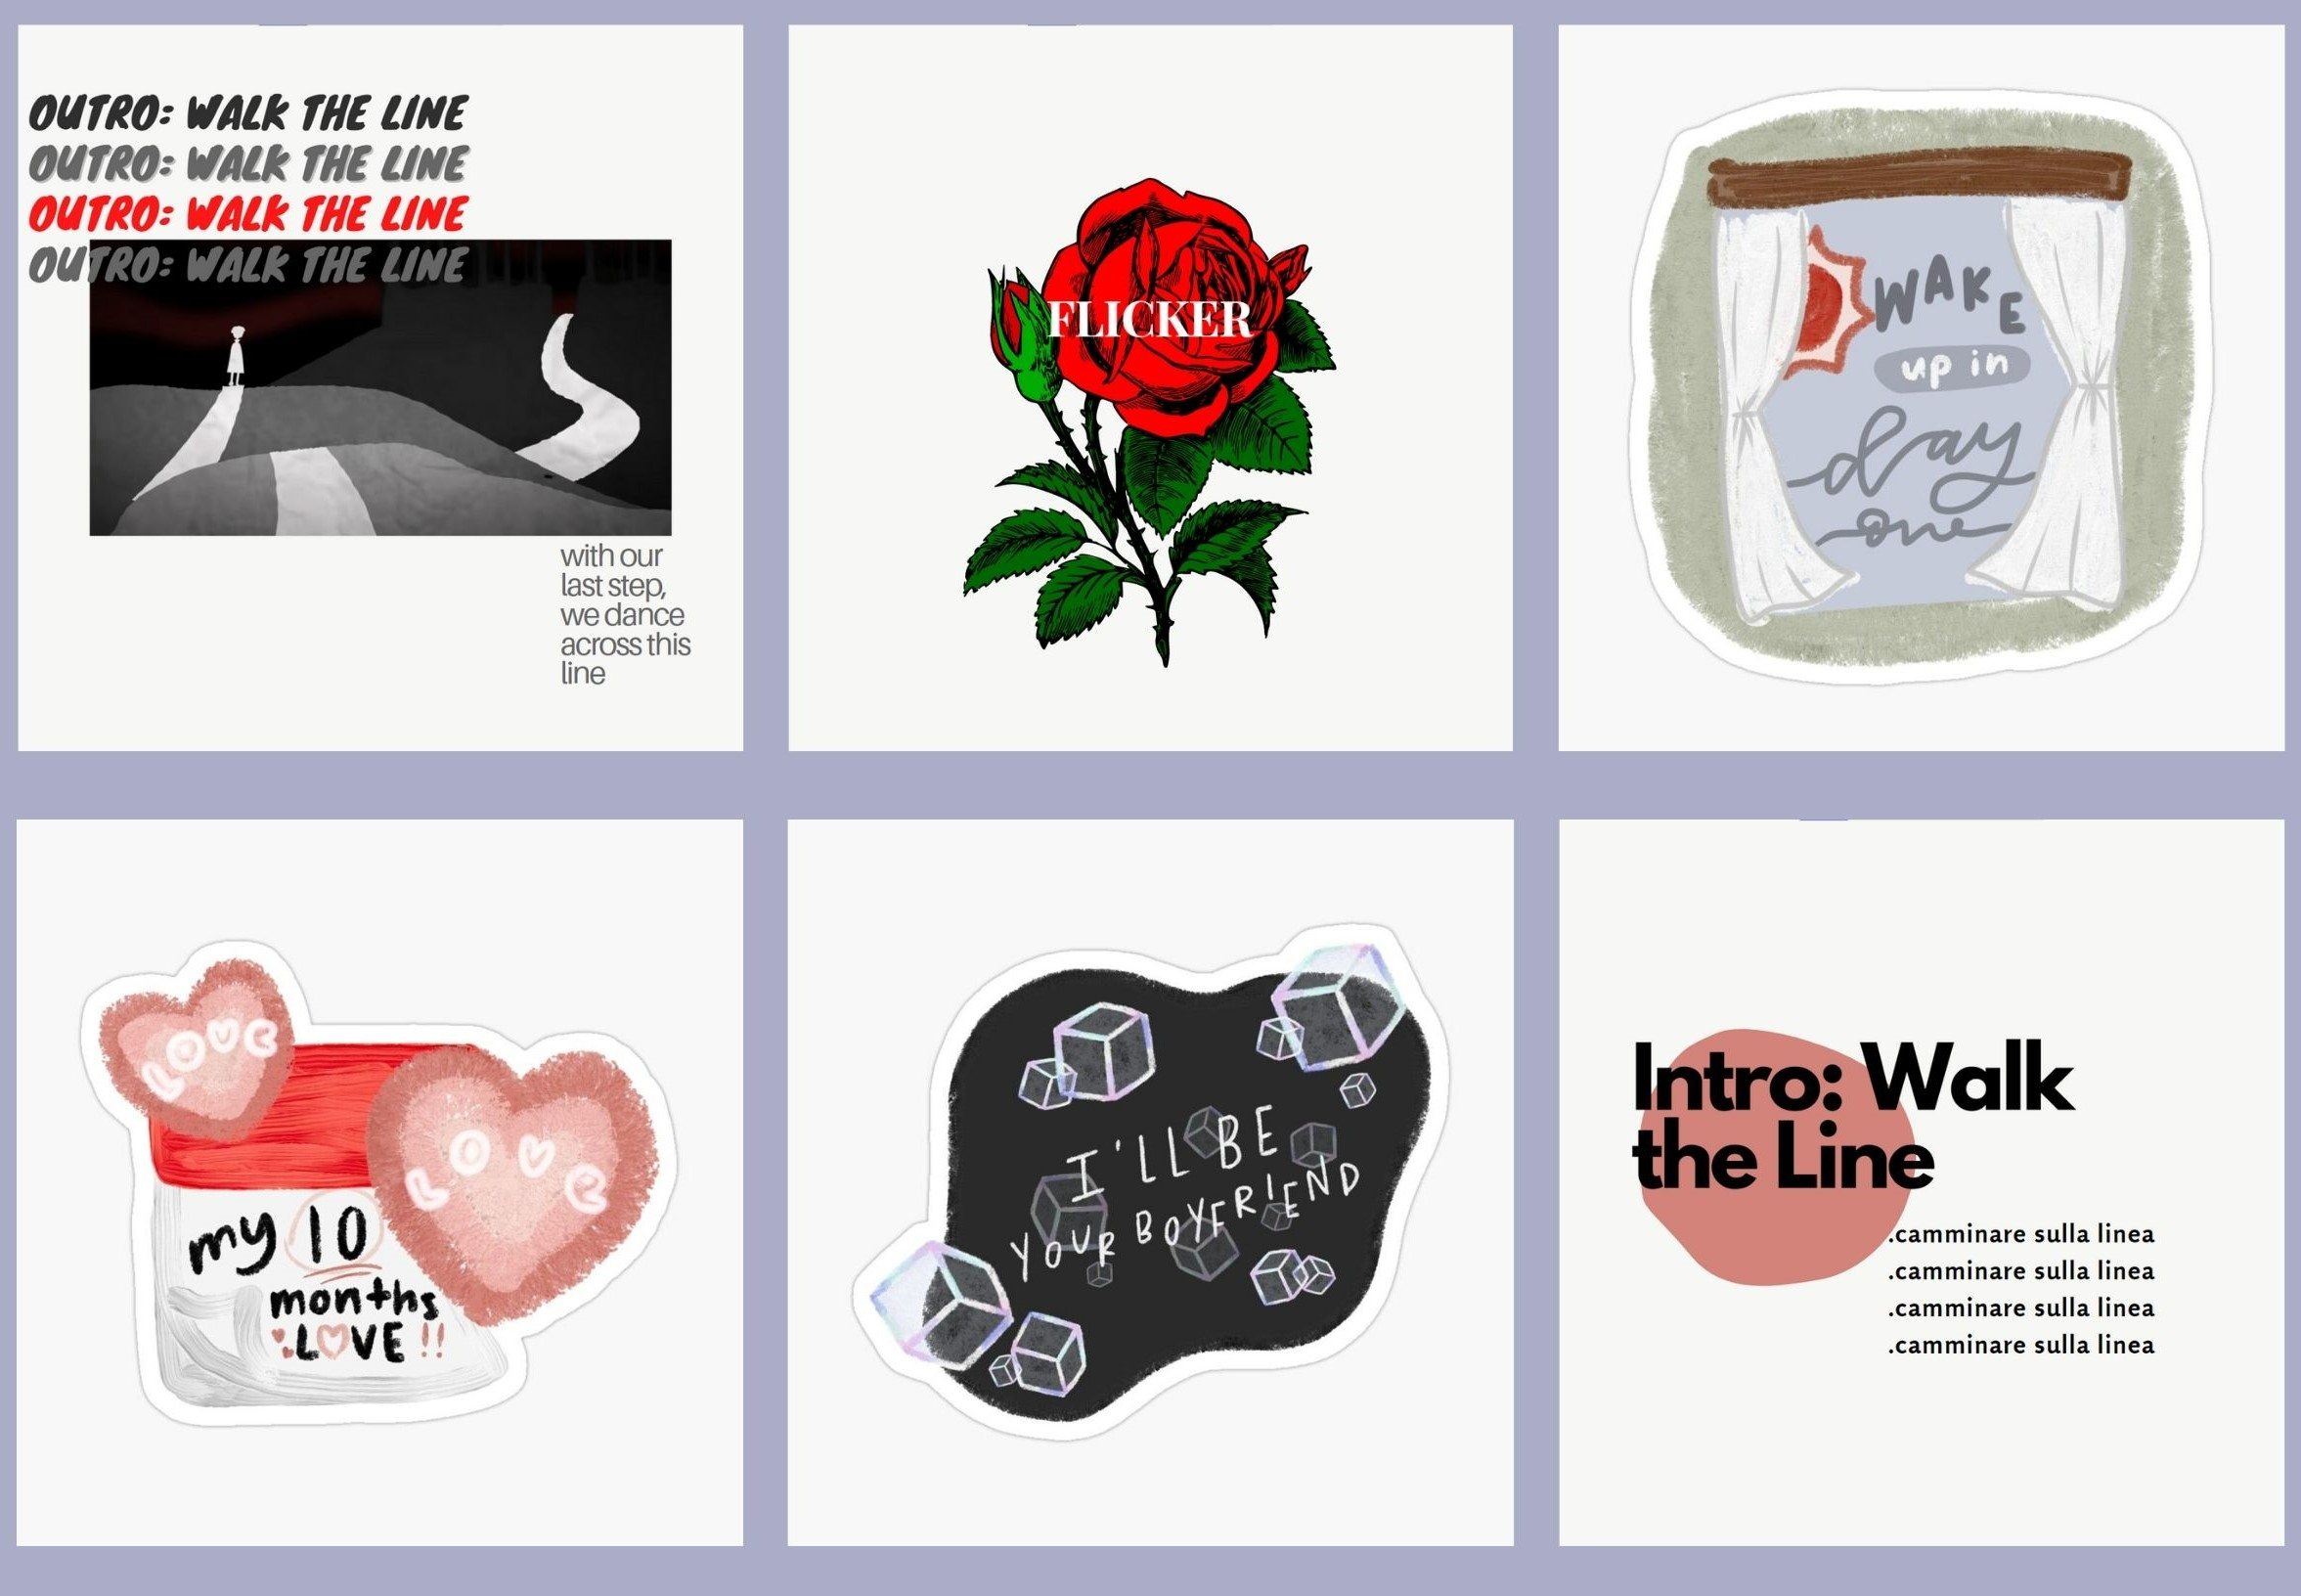 OUTRO: WALK THE LINE
OUTRO: WALK THE LINE
OUTRO: WALK THE LINE
OUTRO: WALK THE LINE
with our
last step,
we dance
across this
line
FLICKER
WAKE
up in
day
one
LOVE
LOVE
my 10
months
LOVE !!
I'LL BE
YOUR BOYFRIEND
Intro: Walk
the Line
.camminare sulla linea
.camminare sulla linea
.camminare sulla linea
.camminare sulla linea